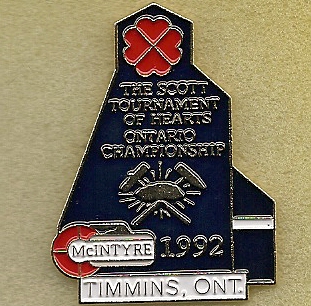 THE SCOTT
TOURNAMENT
OF HEARTS
ONTARIO
CHAMPIONSHIP
McINTYRE 1992
TIMMINS, ONT.